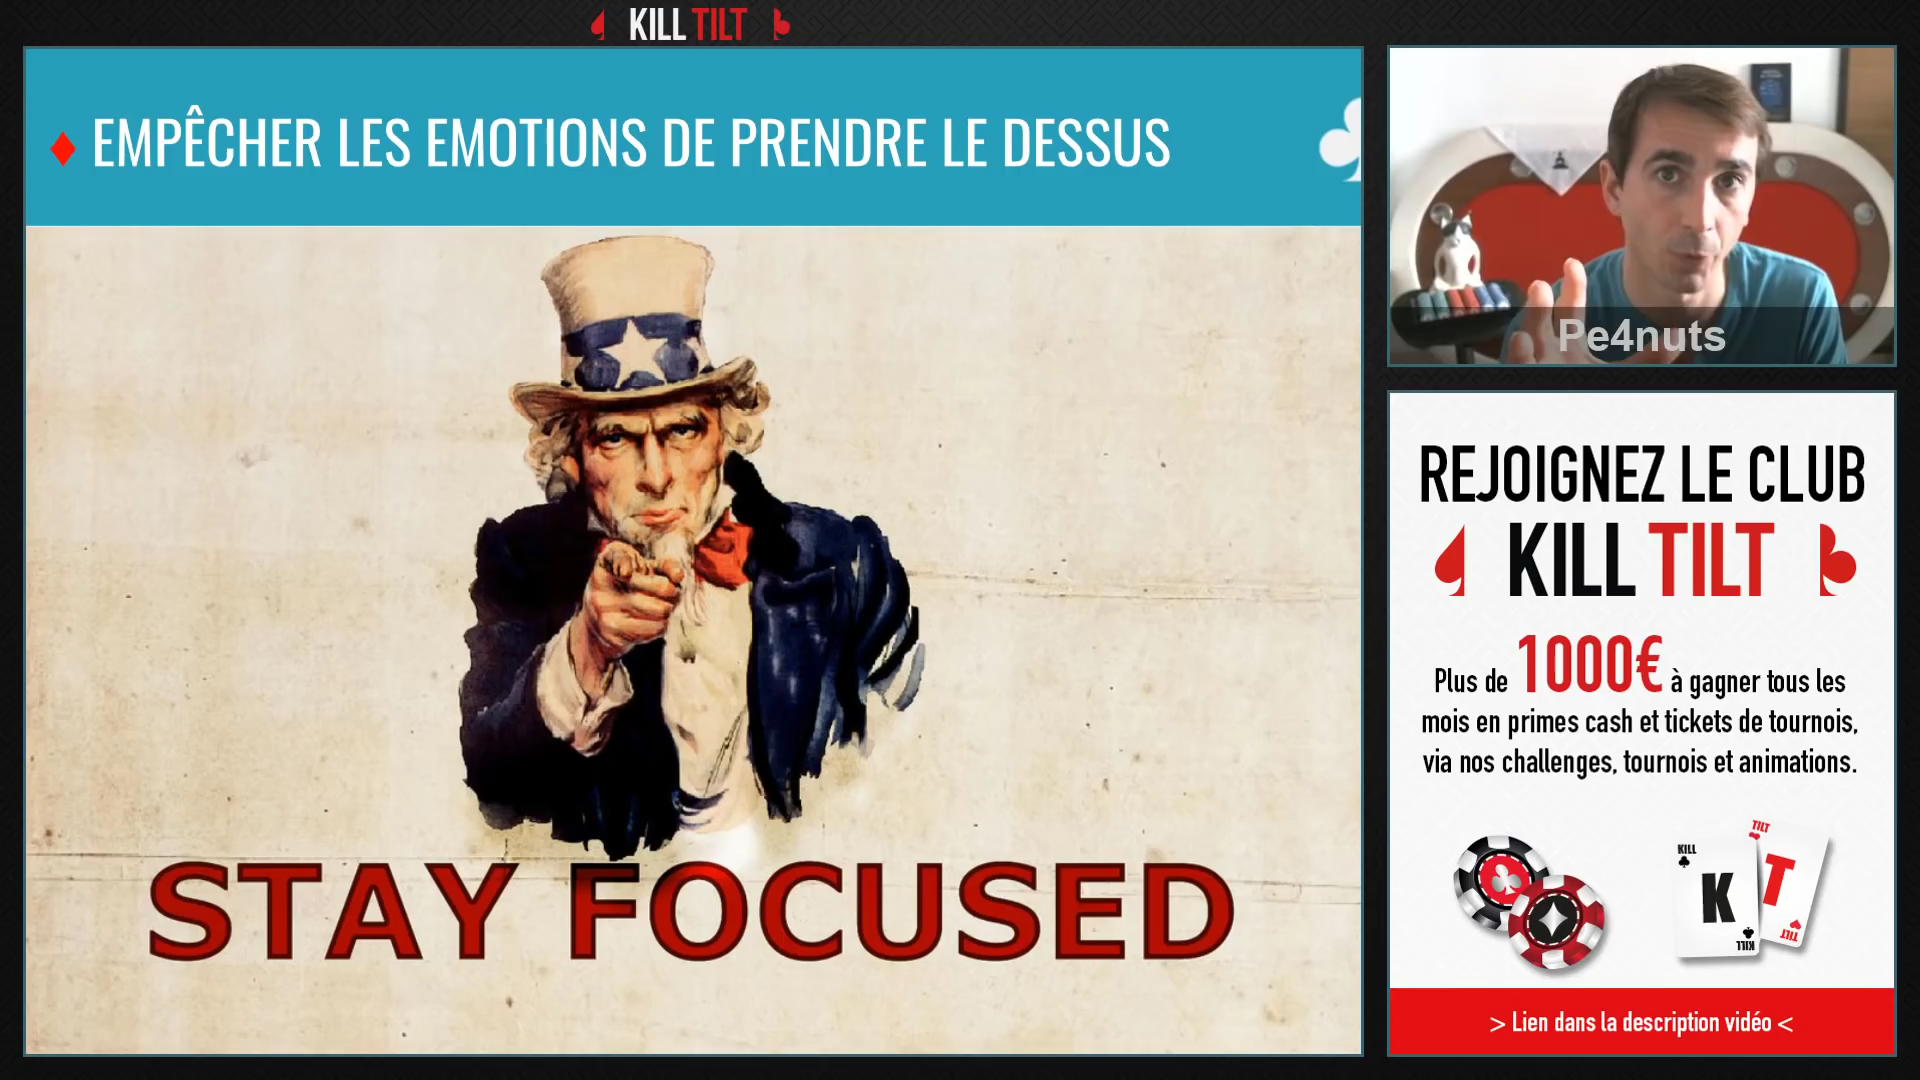 KILL TILT
EMPÊCHER LES EMOTIONS DE PRENDRE LE DESSUS
STAY FOCUSED
Pe4nuts
REJOIGNEZ LE CLUB
KILL TILT
Plus de 1000€ à gagner tous les
mois en primes cash et tickets de tournois,
via nos challenges, tournois et animations.
TILT
KILL
K
T
KILL
TILT
> Lien dans la description vidéo <